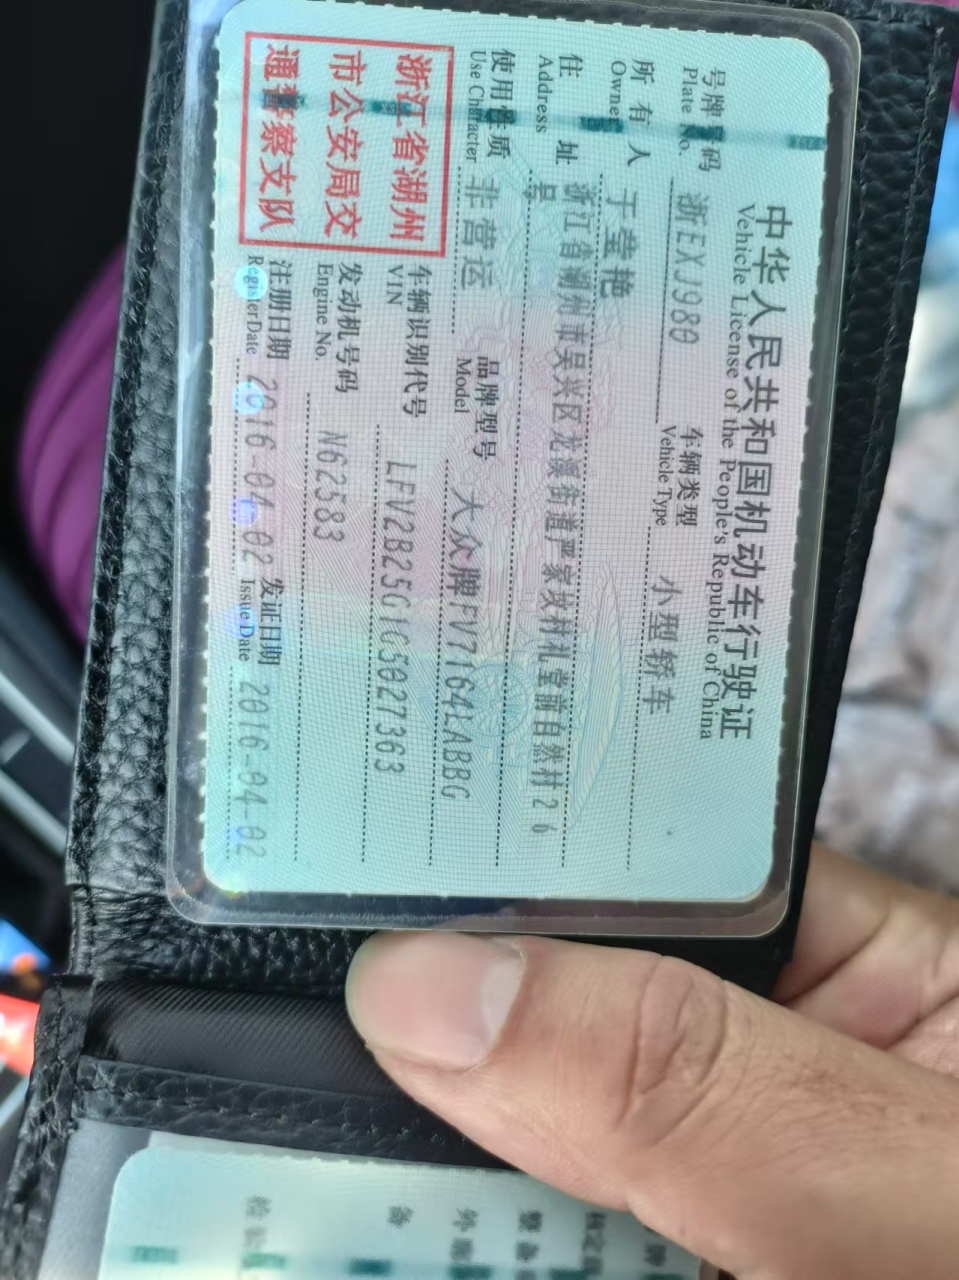 中华人民共和国机动车行驶证
Vehicle License of the People's Republic of China
号牌号码 浙EXJ980 车辆类型 小型轿车
Plate No. Vehicle Type
所有人 于莹艳
Owner
住址 浙江省湖州市吴兴区龙溪街道严家坟村礼堂前自然村26
Address 号
使用性质 非营运 品牌型号 大众牌FV7164LABBG
Use Character Model
浙江省湖州
市公安局交
通警察支队
车辆识别代号 LFV2B25G1G5027363
VIN
发动机号码 N62583
Engine No.
注册日期 2016-04-02 发证日期 2016-04-02
Register Date Issue Date